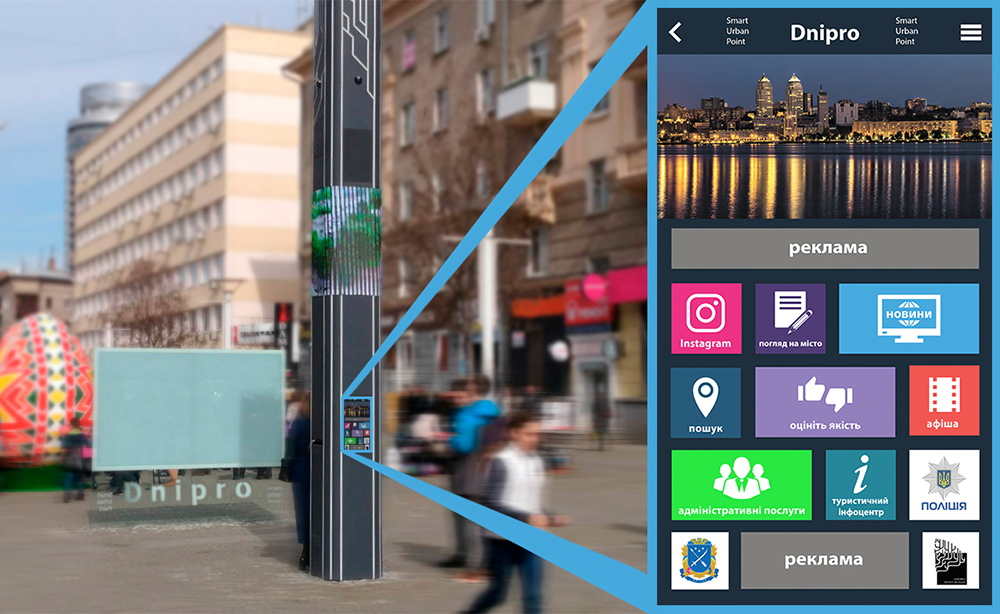 Smart
Urban
Point
Dnipro
Smart
Urban
Point
реклама
Instagram
погляд на місто
НОВИНИ
пошук
оцініть якість
афіша
адміністративні послуги
туристичний
інфоцентр
ПОЛІЦІЯ
реклама
Dnipro